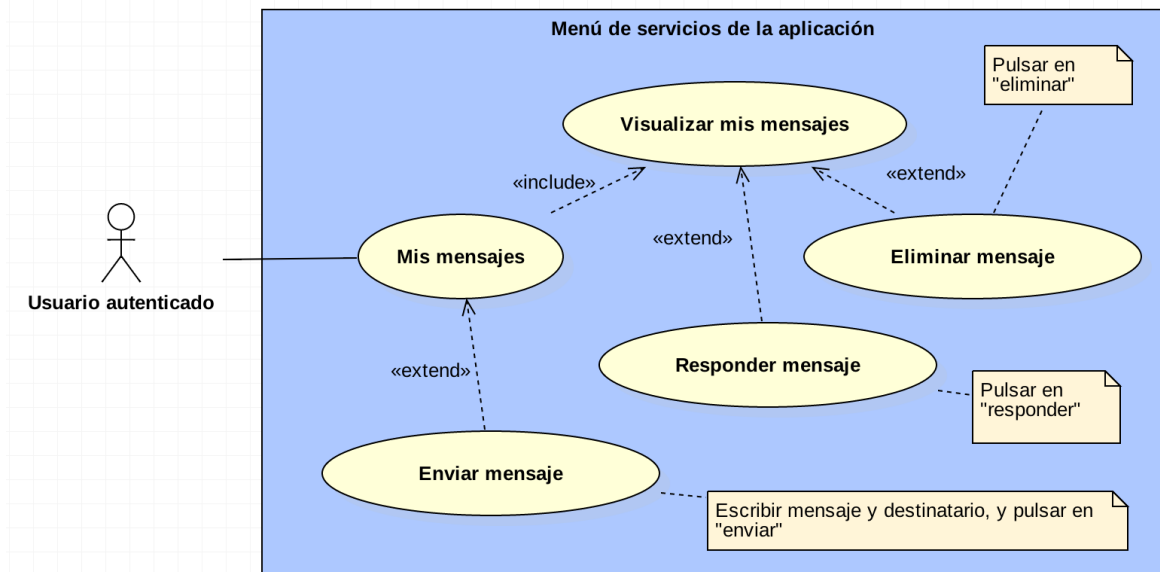 Menú de servicios de la aplicación
Pulsar en
"eliminar"
Visualizar mis mensajes
«include»
«extend»
«extend»
Mis mensajes
Eliminar mensaje
Usuario autenticado
Responder mensaje
«extend»
Pulsar en
"responder"
Enviar mensaje
Escribir mensaje y destinatario, y pulsar en
"enviar"